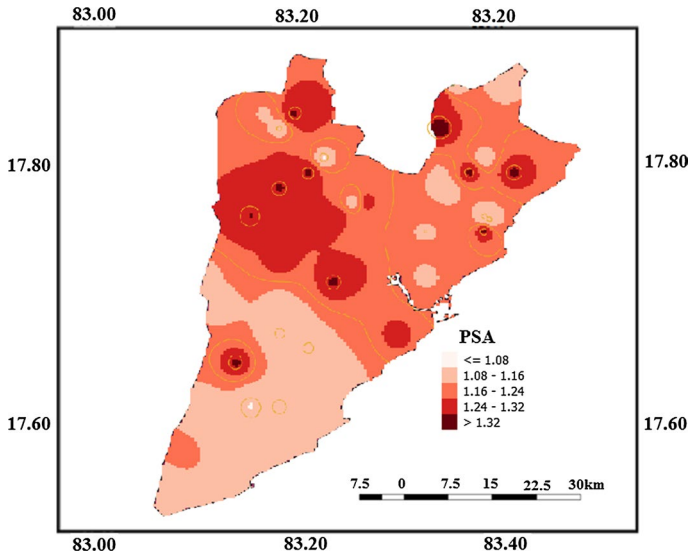 83.00 83.20 83.20
17.80 17.80
PSA
<= 1.08
1.08 - 1.16
1.16 - 1.24
1.24 - 1.32
> 1.32
17.60 17.60
7.5 0 7.5 15 22.5 30km
83.00 83.20 83.40